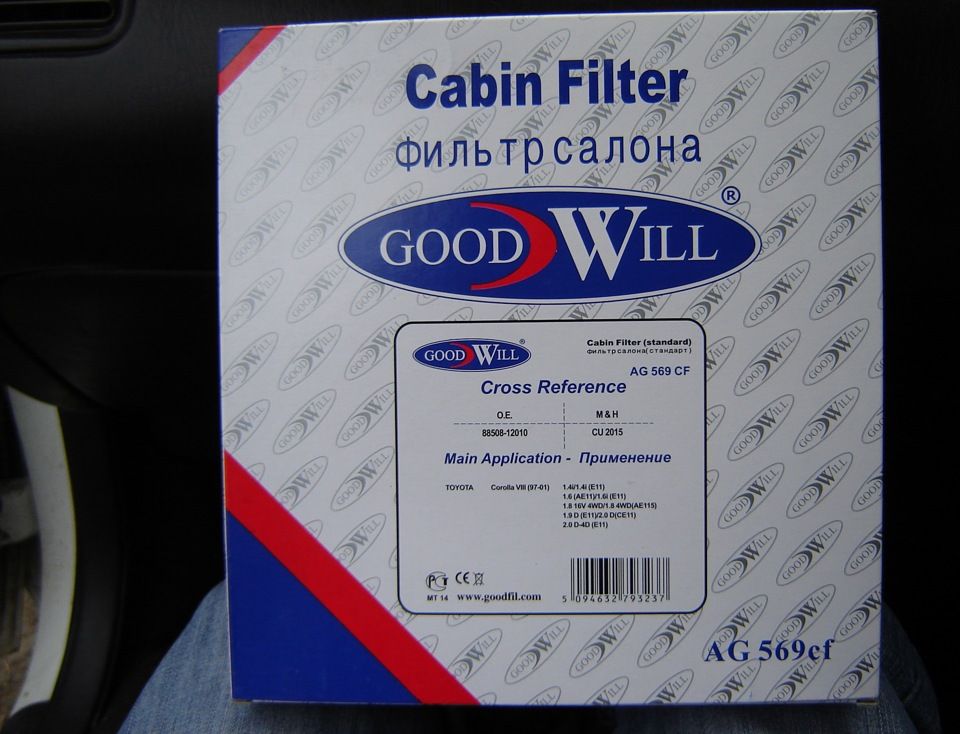 Cabin Filter
фильтр салона
GOOD WILL ®
GOOD WILL ®
Cabin Filter (standard)
фильтр салона( стандарт )
AG 569 CF
Cross Reference
O.E. M & H
88508-12010 CU 2015
Main Application - Применение
TOYOTA Corolla VIII (97-01) 1.4i/1.4i (E11)
1.6 (AE11)/1.6i (E11)
1.8 16V 4WD/1.8 4WD(AE115)
1.9 D (E11)/2.0 D(CE11)
2.0 D-4D (E11)
РСТ CE
МТ 14 www.goodfil.com
5 094632 793237
AG 569cf